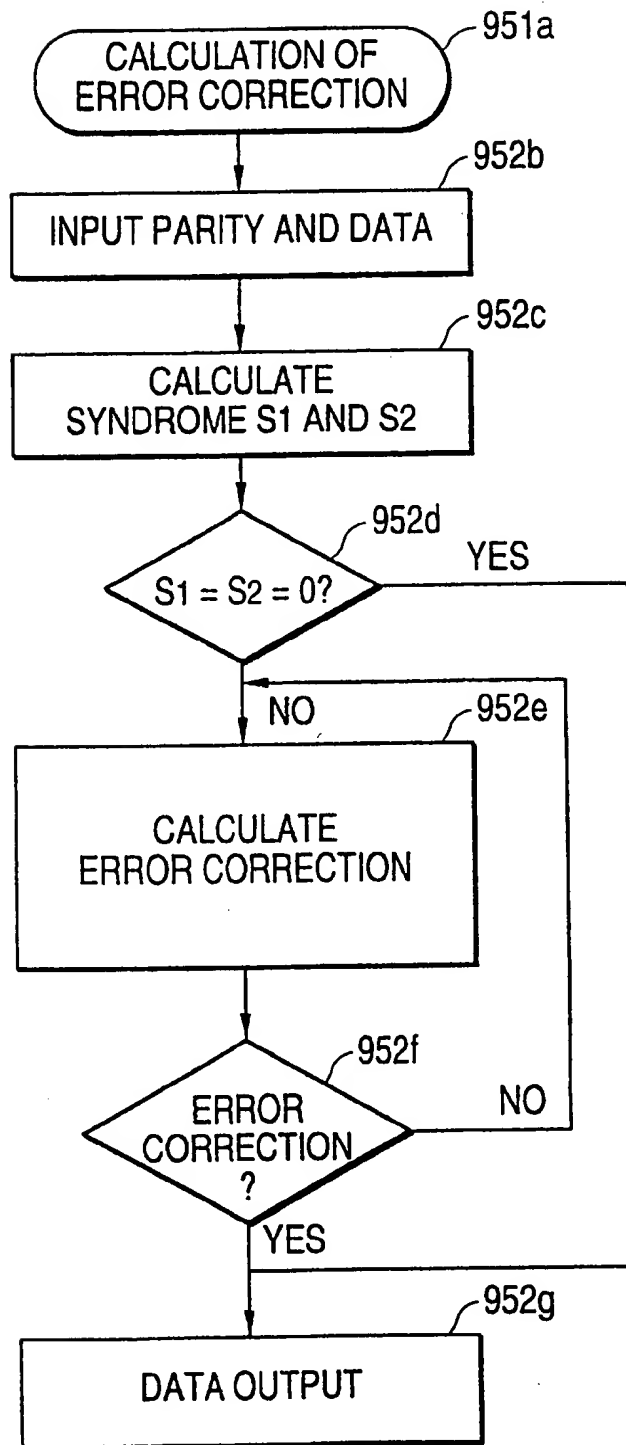 951a
CALCULATION OF
ERROR CORRECTION
952b
INPUT PARITY AND DATA
952c
CALCULATE
SYNDROME S1 AND S2
952d
S1 = S2 = 0?
YES
NO
952e
CALCULATE
ERROR CORRECTION
952f
ERROR
CORRECTION
?
NO
YES
952g
DATA OUTPUT